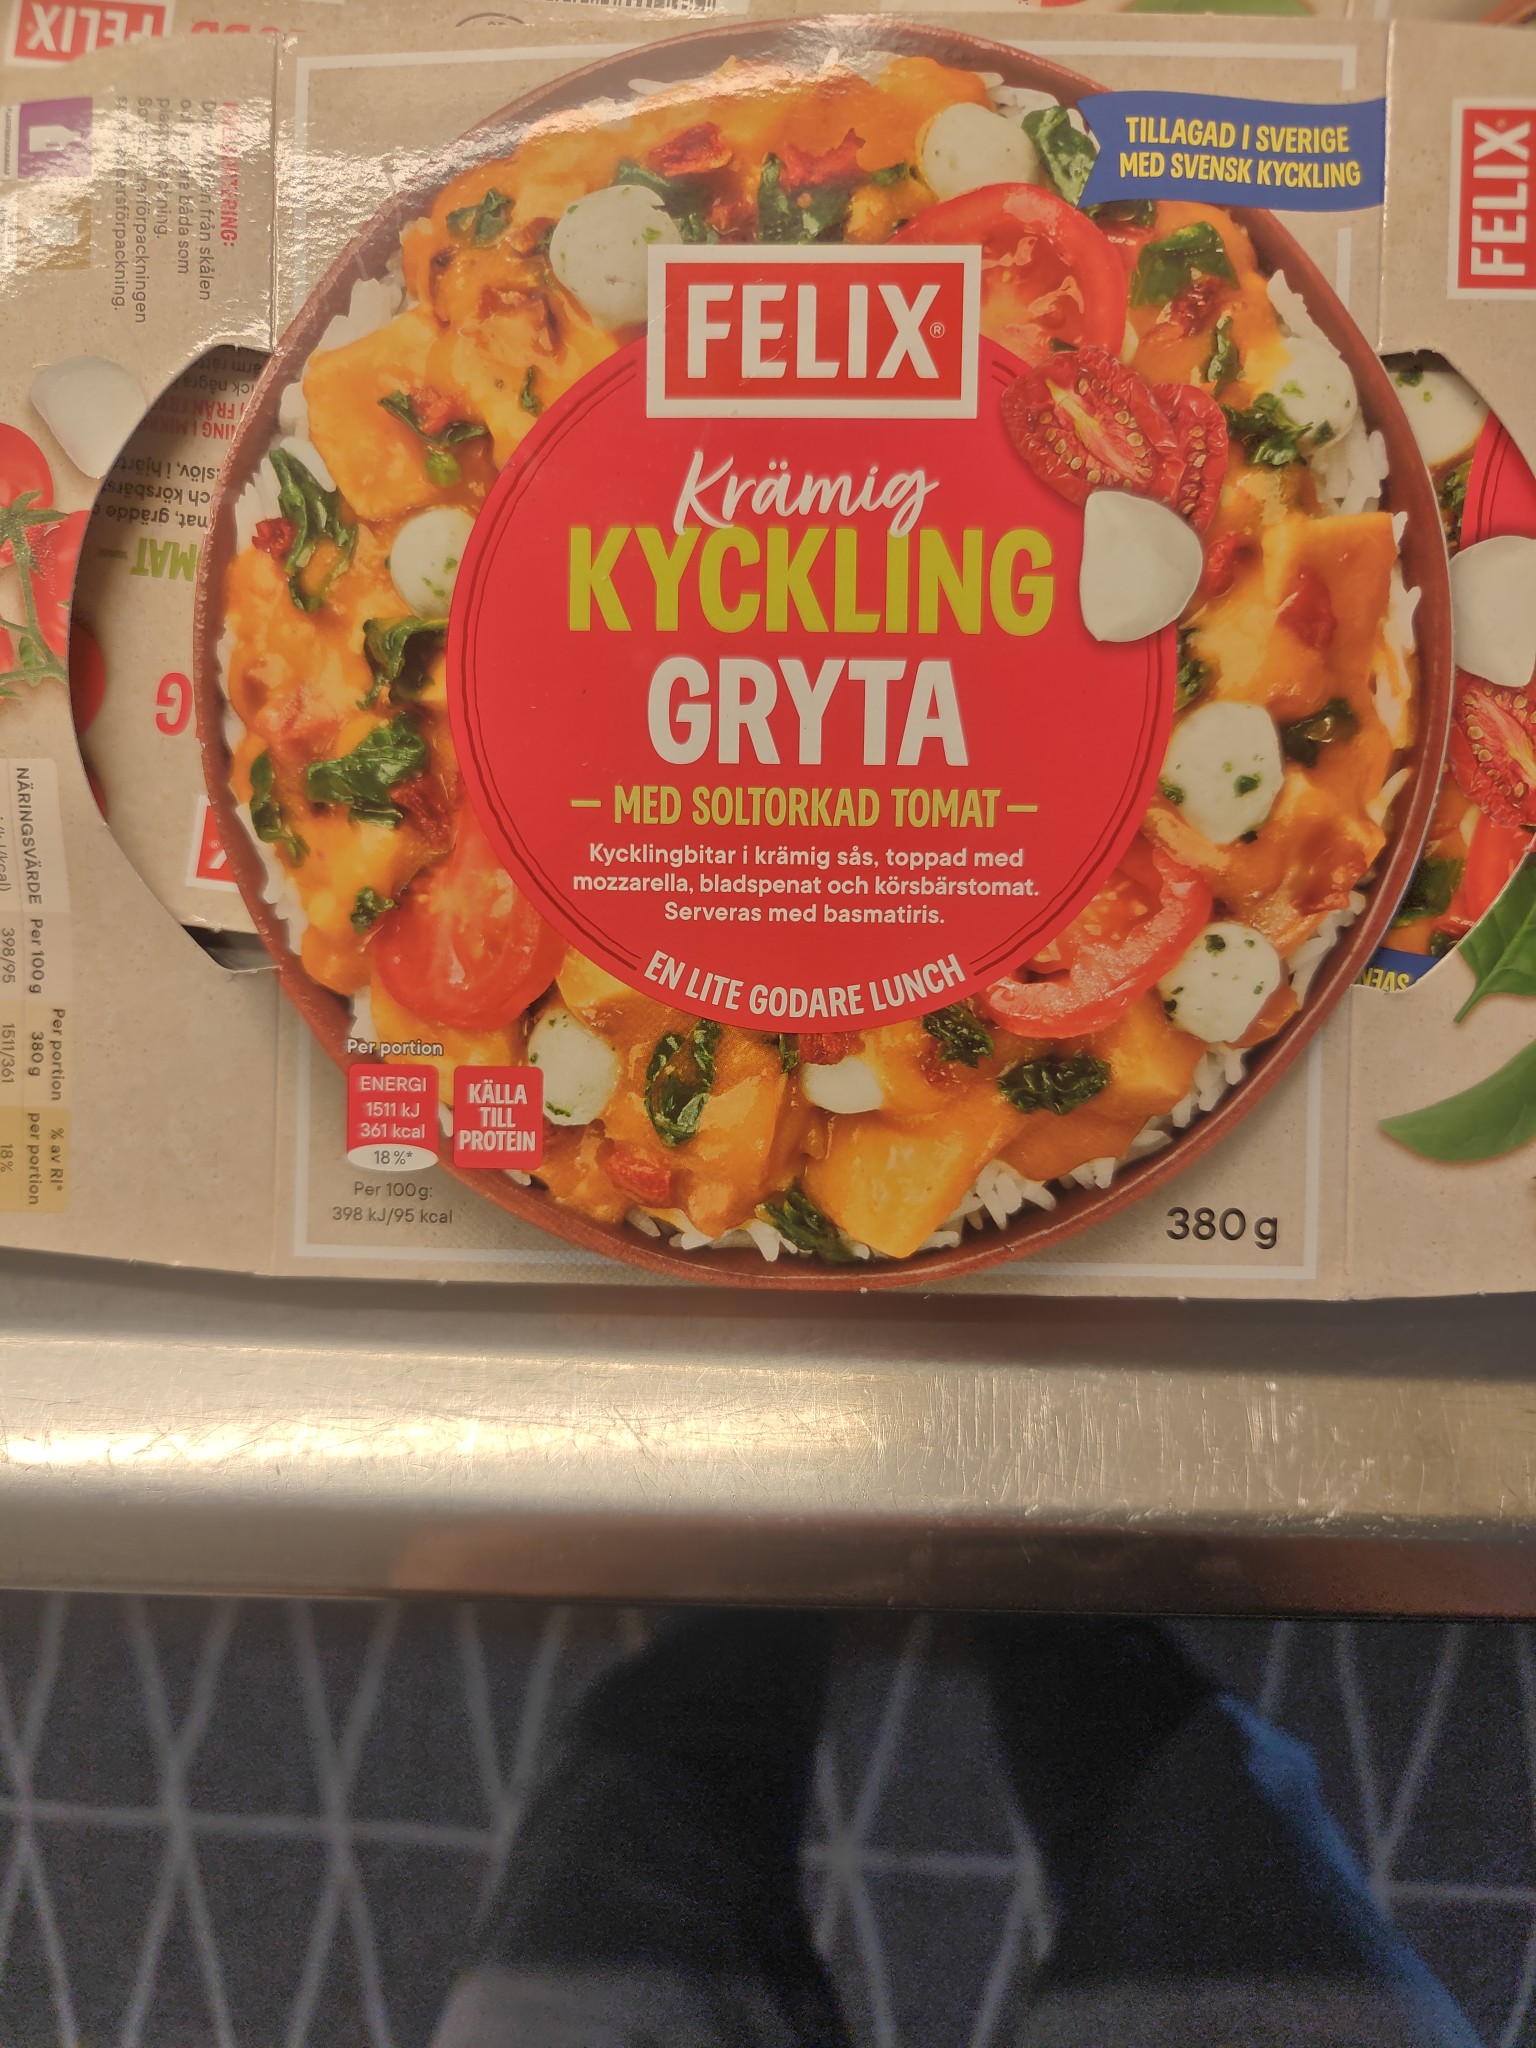 FELIX
TILLAGAD I SVERIGE
MED SVENSK KYCKLING
FELIX
FELIX®
Krämig
KYCKLING
GRYTA
– MED SOLTORKAD TOMAT –
Kycklingbitar i krämig sås, toppad med
mozzarella, bladspenat och körsbärstomat.
Serveras med basmatiris.
EN LITE GODARE LUNCH
Per portion
ENERGI
1511 kJ
361 kcal
18%*
KÄLLA
TILL
PROTEIN
Per 100g:
398 kJ/95 kcal
380 g
NÄRINGSVÄRDE Per 100 g
Per portion
380 g
% av RI*
per portion
398/95
1511/361
18%